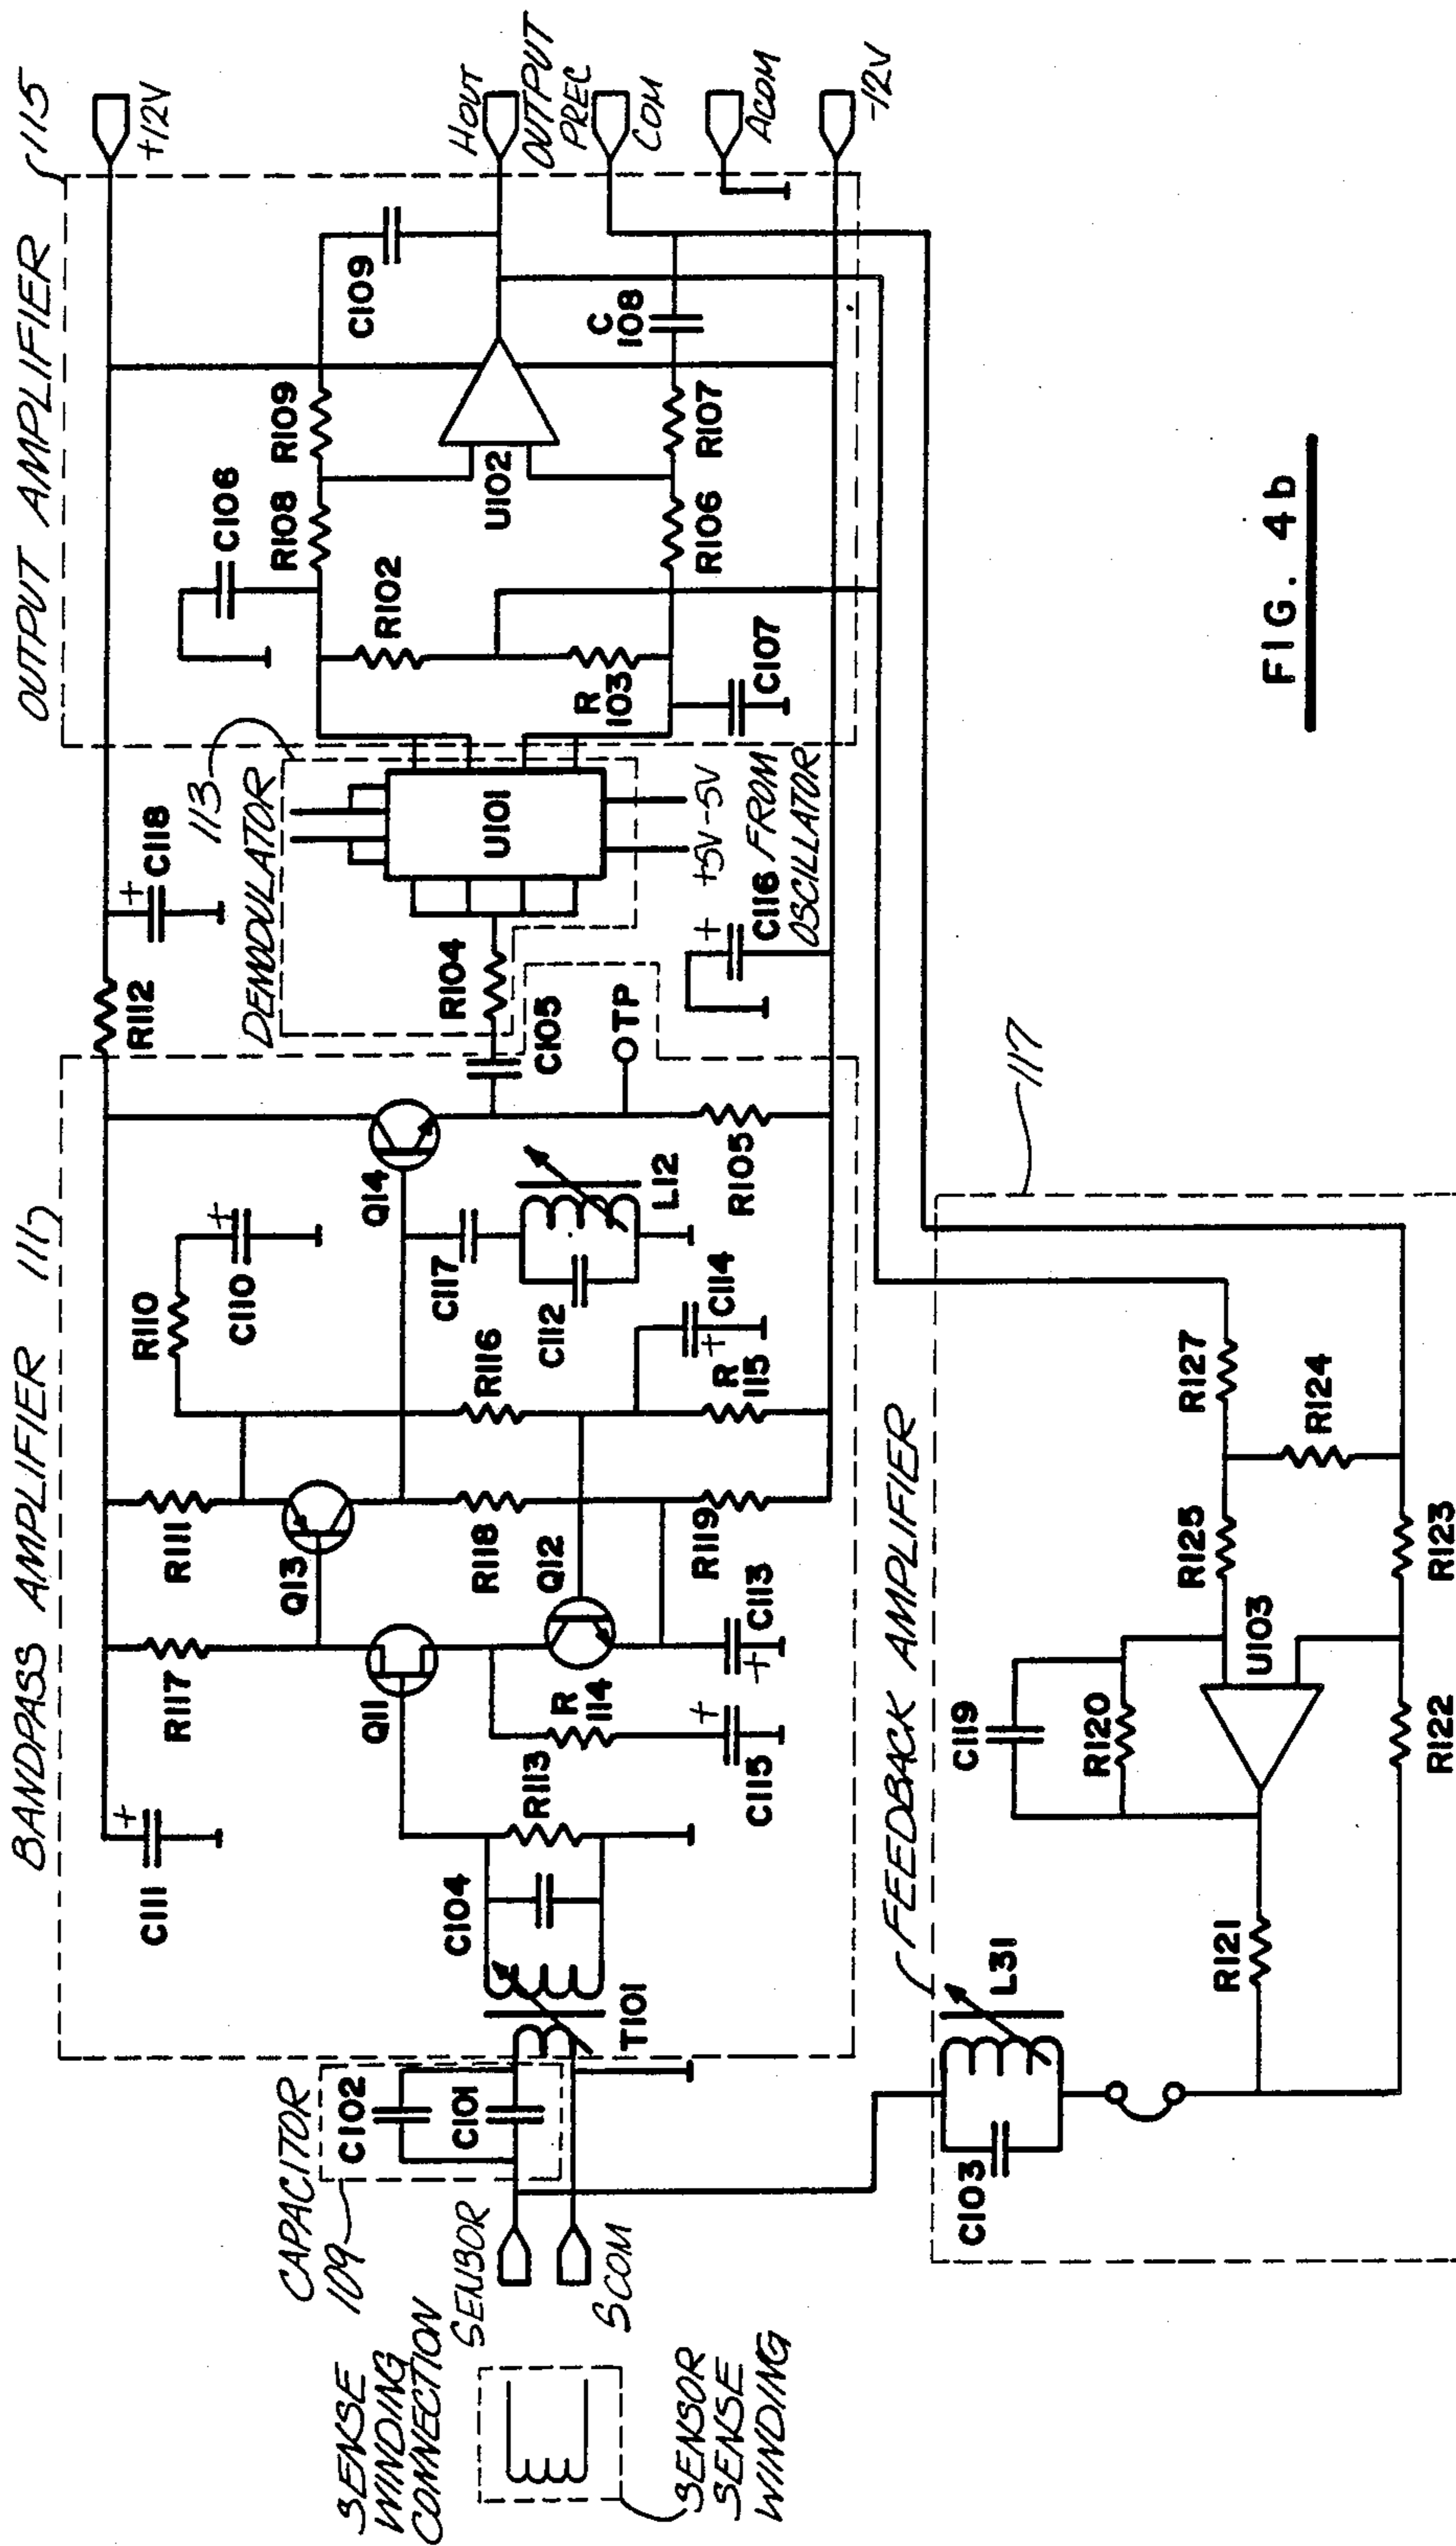 BANDPASS AMPLIFIER 111
OUTPUT AMPLIFIER 115
+12V
C111
R117
R111
R110
C110
R112
C118
113
DEMODULATOR
C106
R108
R109
C109
HOUT
OUTPUT
PREC
COM
ACOM
-12V
CAPACITOR
109
C102
C101
T101
C104
R113
Q11
Q13
Q12
R
114
C115
C113
R118
R119
R116
R
115
C114
C112
C117
L12
Q14
R105
C105
OTP
R104
U101
+5V -5V
C116 FROM
OSCILLATOR
R102
R
103
C107
R106
R107
C
108
U102
SENSE
WINDING
CONNECTION
SENSOR
SCOM
SENSOR
SENSE
WINDING
FEEDBACK AMPLIFIER
117
C103
L31
R121
C119
R120
U103
R125
R127
R124
R122
R123
FIG. 4b